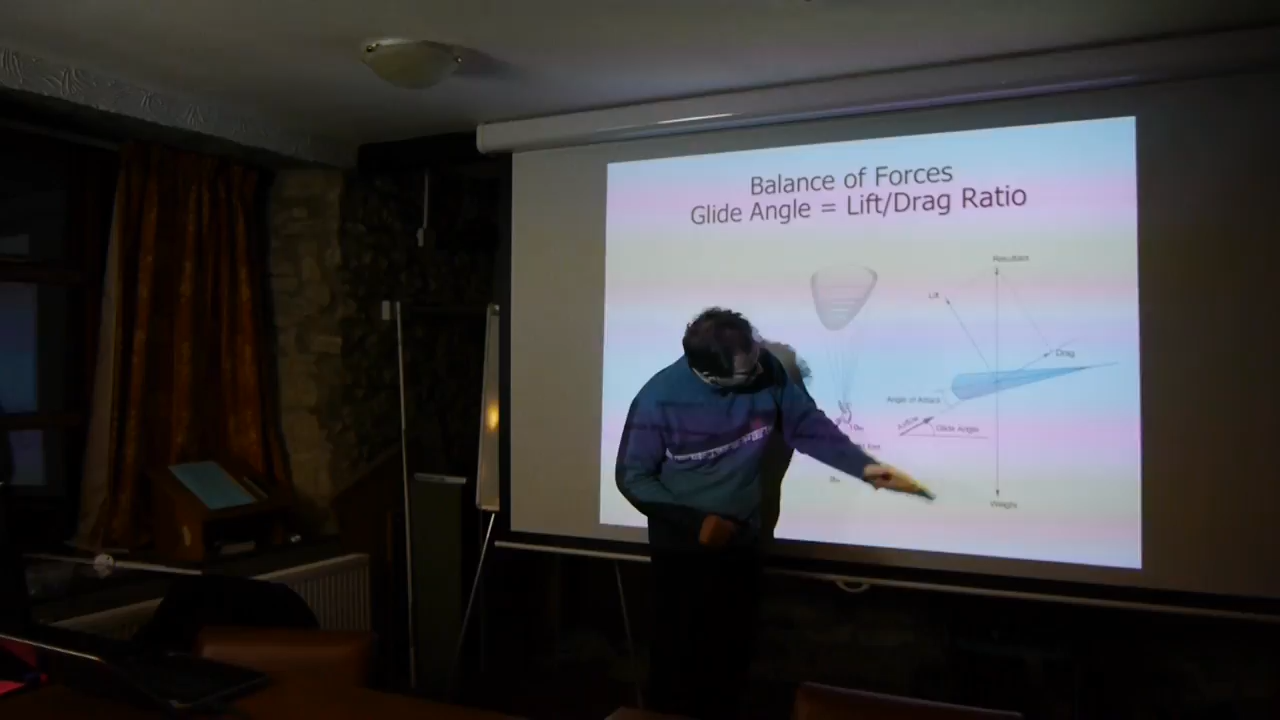 Balance of Forces
Glide Angle = Lift/Drag Ratio
Resultant
Lift
Drag
Angle of Attack
Airflow
Glide Angle
Weight